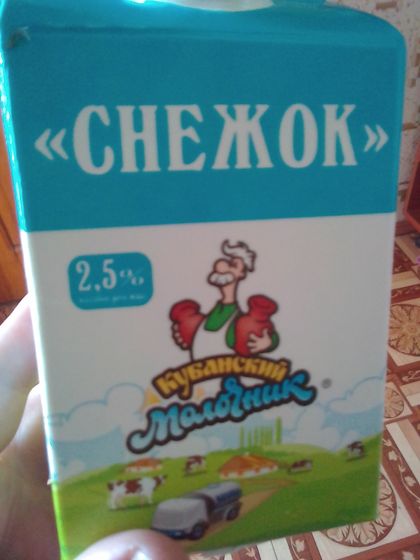 «СНЕЖОК»
2,5%
Кубанский
Молочник
®